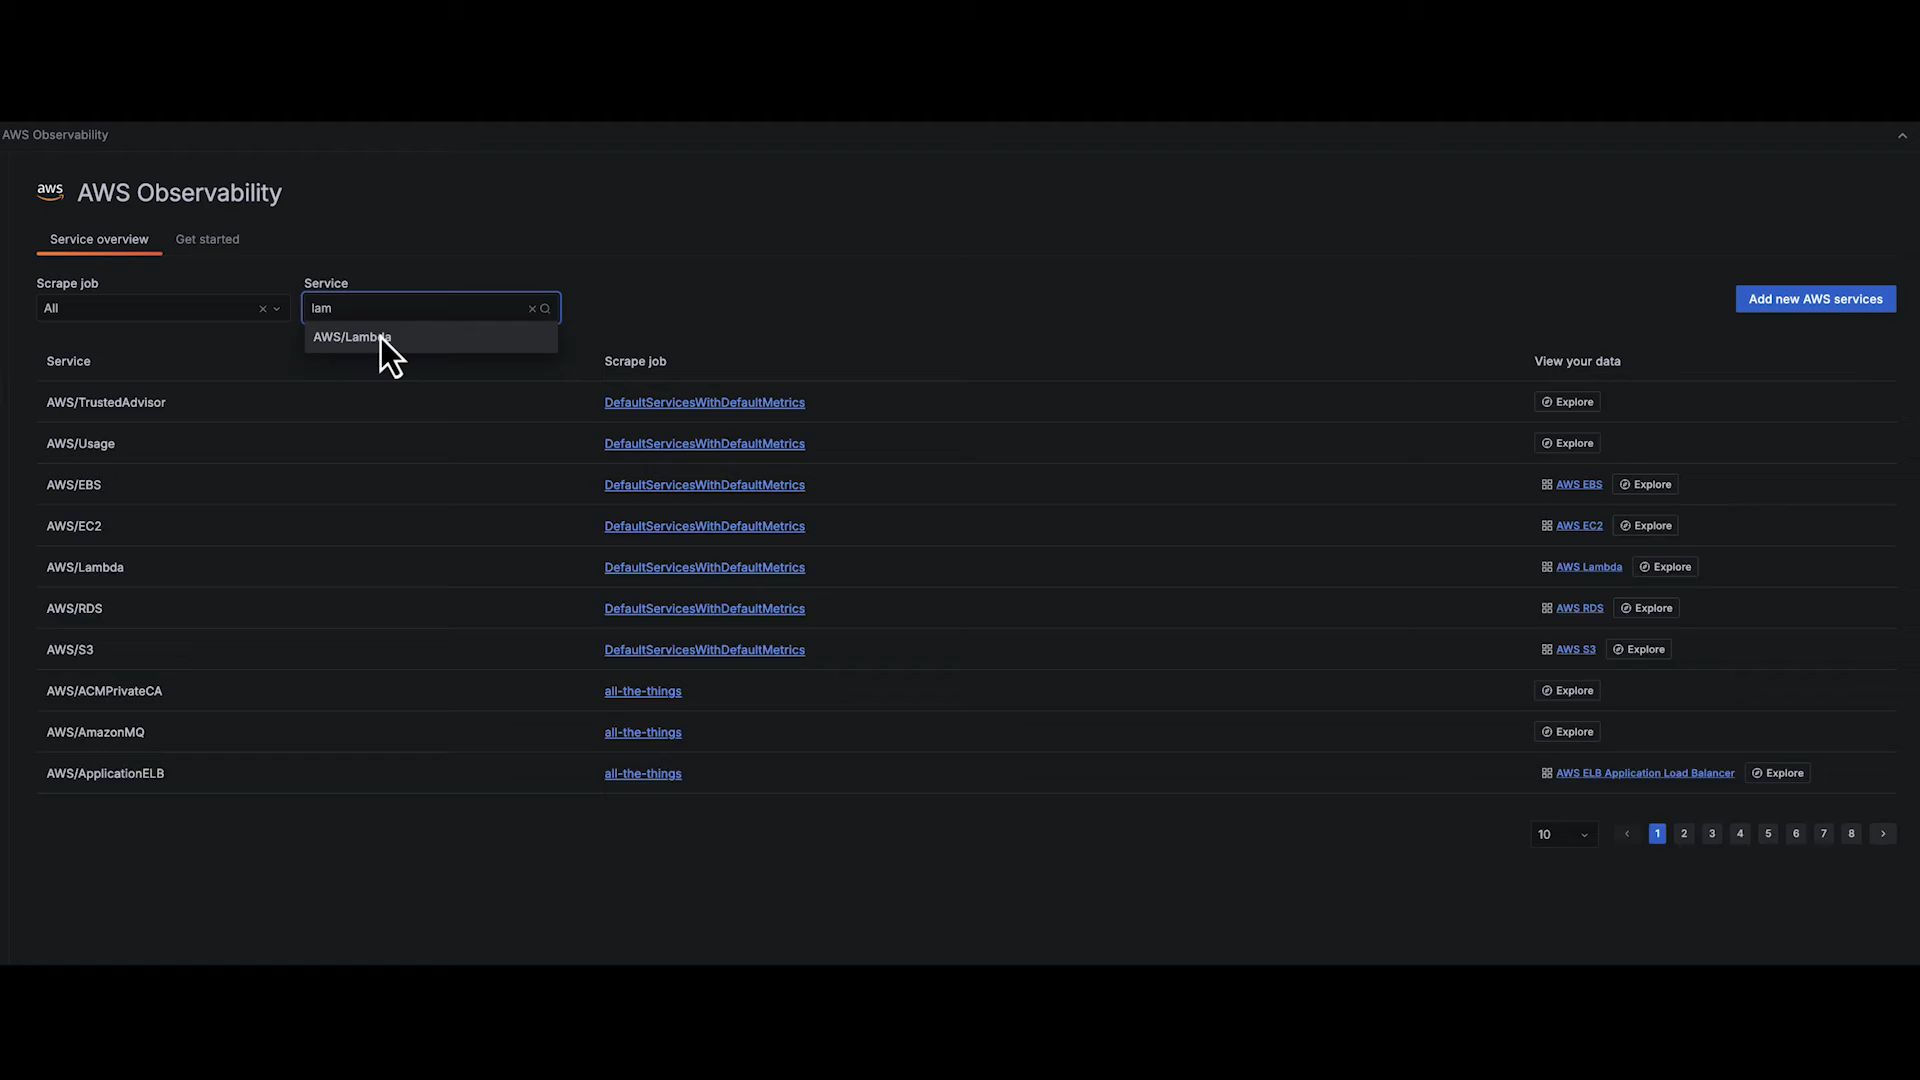 AWS Observability
aws AWS Observability
Service overview Get started
Scrape job Service
All lam
Add new AWS services
AWS/Lambda
Service Scrape job View your data
AWS/TrustedAdvisor DefaultServicesWithDefaultMetrics Explore
AWS/Usage DefaultServicesWithDefaultMetrics Explore
AWS/EBS DefaultServicesWithDefaultMetrics AWS EBS Explore
AWS/EC2 DefaultServicesWithDefaultMetrics AWS EC2 Explore
AWS/Lambda DefaultServicesWithDefaultMetrics AWS Lambda Explore
AWS/RDS DefaultServicesWithDefaultMetrics AWS RDS Explore
AWS/S3 DefaultServicesWithDefaultMetrics AWS S3 Explore
AWS/ACMPrivateCA all-the-things Explore
AWS/AmazonMQ all-the-things Explore
AWS/ApplicationELB all-the-things AWS ELB Application Load Balancer Explore
10 1 2 3 4 5 6 7 8